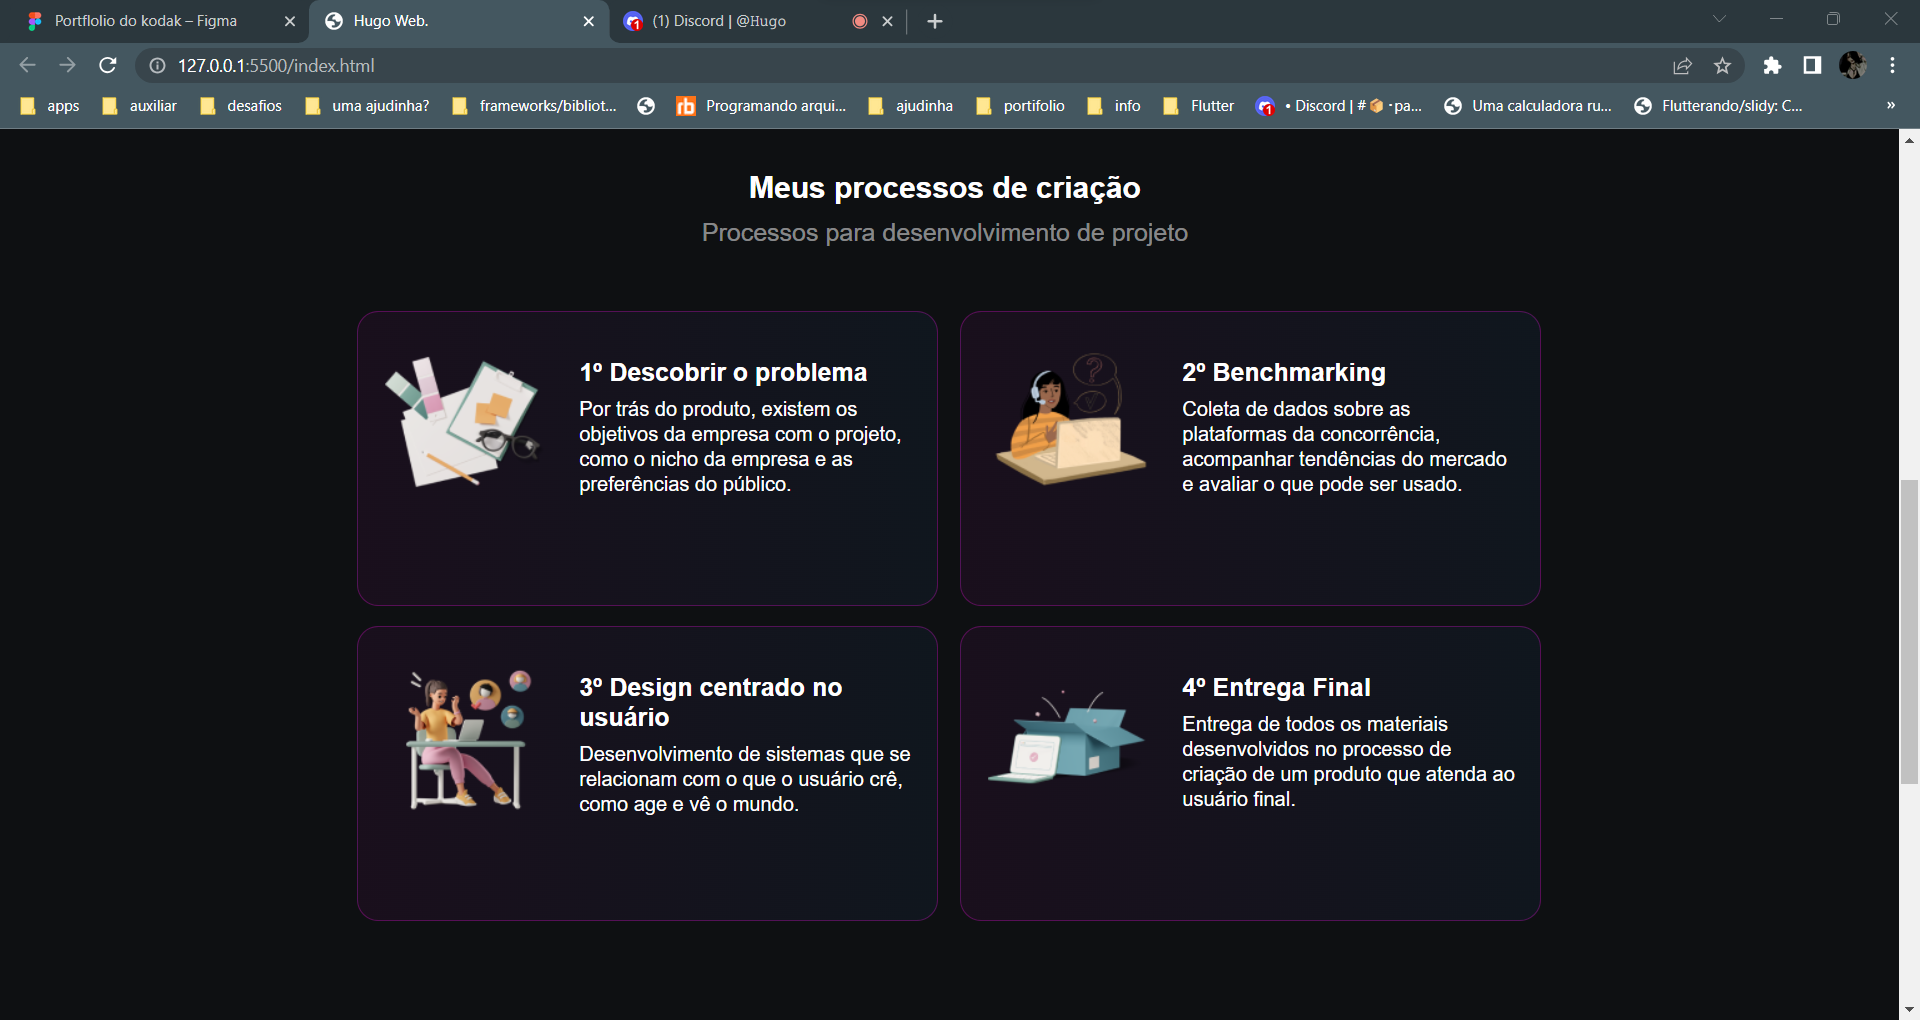 Portflolio do kodak – Figma
Hugo Web.
(1) Discord | @Hugo
127.0.0.1:5500/index.html
apps
auxiliar
desafios
uma ajudinha?
frameworks/bibliot...
rb
Programando arqui...
ajudinha
portifolio
info
Flutter
1
• Discord | #📦･pa...
Uma calculadora ru...
Flutterando/slidy: C...
»
Meus processos de criação
Processos para desenvolvimento de projeto
1º Descobrir o problema
Por trás do produto, existem os
objetivos da empresa com o projeto,
como o nicho da empresa e as
preferências do público.
2º Benchmarking
Coleta de dados sobre as
plataformas da concorrência,
acompanhar tendências do mercado
e avaliar o que pode ser usado.
3º Design centrado no
usuário
Desenvolvimento de sistemas que se
relacionam com o que o usuário crê,
como age e vê o mundo.
4º Entrega Final
Entrega de todos os materiais
desenvolvidos no processo de
criação de um produto que atenda ao
usuário final.